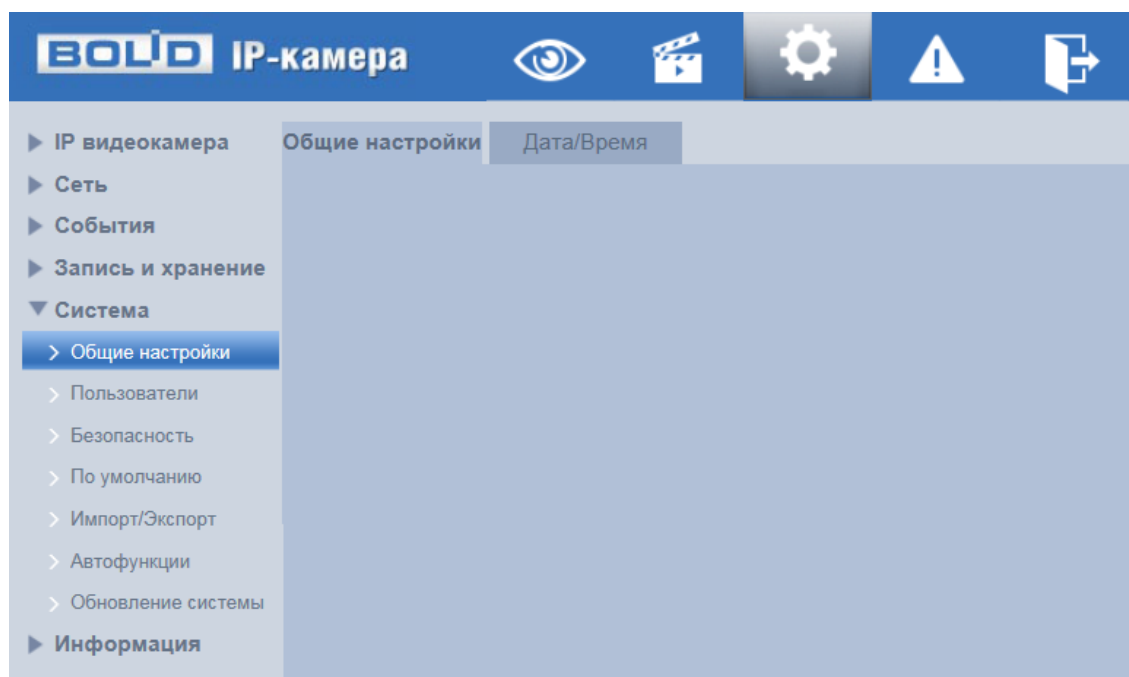 BOLID IP-камера
IP видеокамера
Общие настройки
Дата/Время
Сеть
События
Запись и хранение
Система
Общие настройки
Пользователи
Безопасность
По умолчанию
Импорт/Экспорт
Автофункции
Обновление системы
Информация